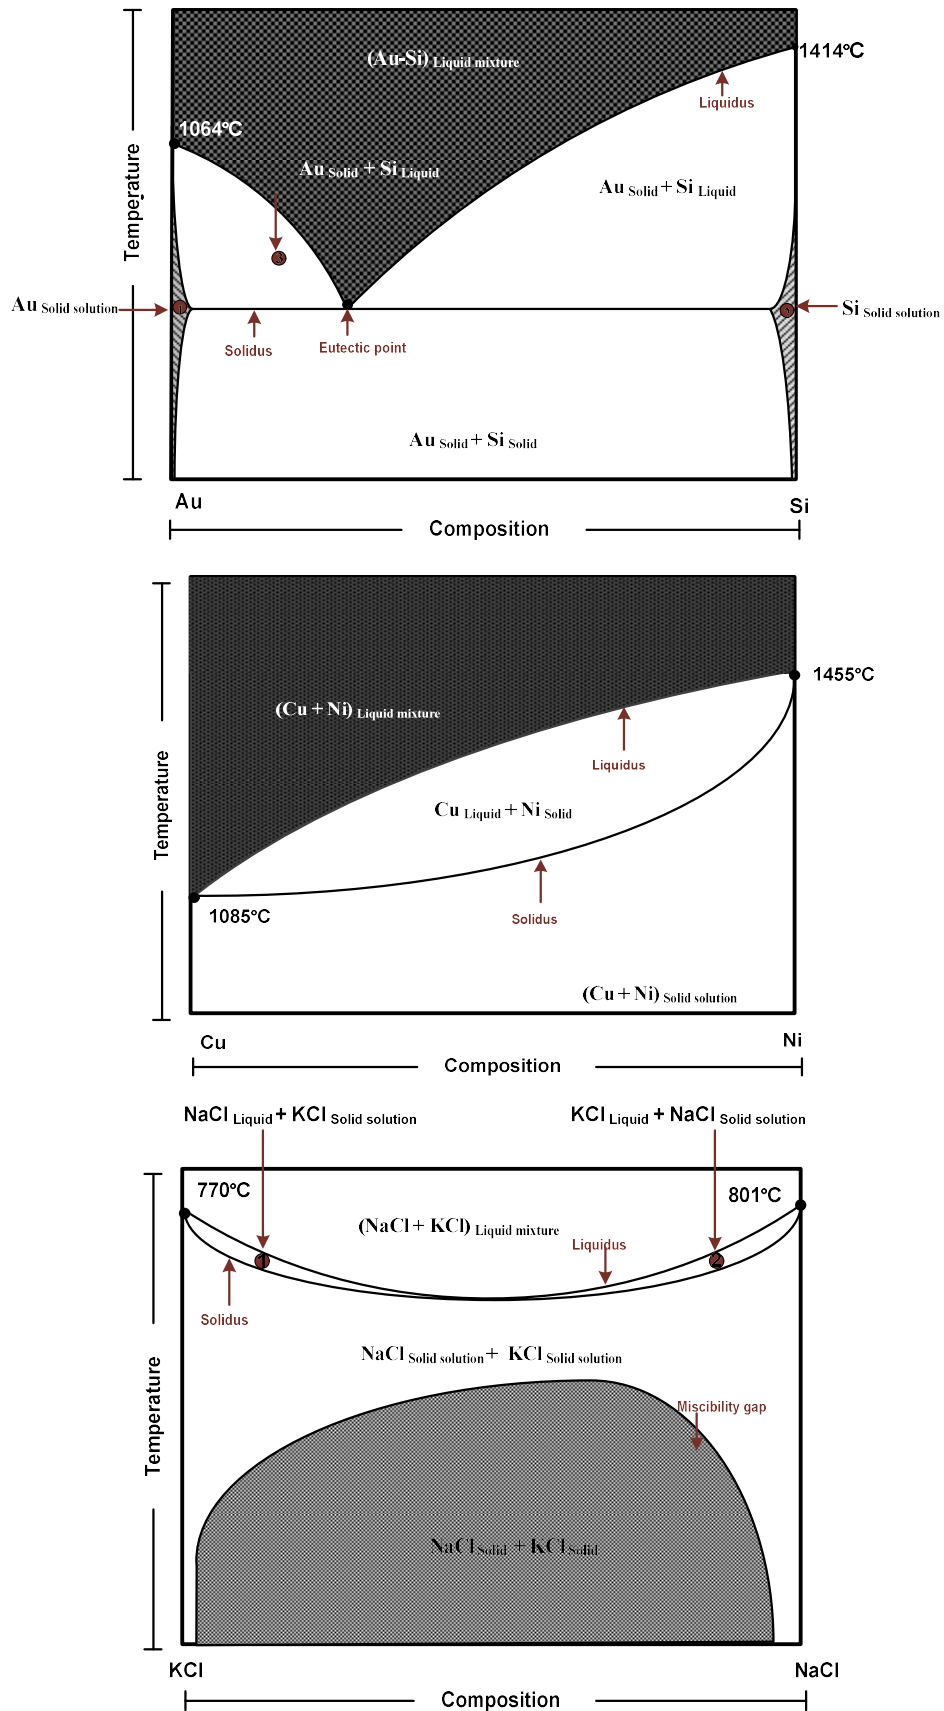 (Au-Si) Liquid mixture
1414°C
Liquidus
1064°C
Au Solid + Si Liquid
Au Solid + Si Liquid
Temperature
3
Au Solid solution
1
Si Solid solution
Solidus
Eutectic point
Au Solid + Si Solid
Au
Si
Composition
1455°C
(Cu + Ni) Liquid mixture
Liquidus
Temperature
Cu Liquid + Ni Solid
1085°C
Solidus
(Cu + Ni) Solid solution
Cu
Ni
Composition
NaCl Liquid + KCl Solid solution
KCl Liquid + NaCl Solid solution
770°C
801°C
(NaCl + KCl) Liquid mixture
Liquidus
1
2
Solidus
NaCl Solid solution + KCl Solid solution
Temperature
Miscibility gap
NaCl Solid + KCl Solid
KCl
NaCl
Composition